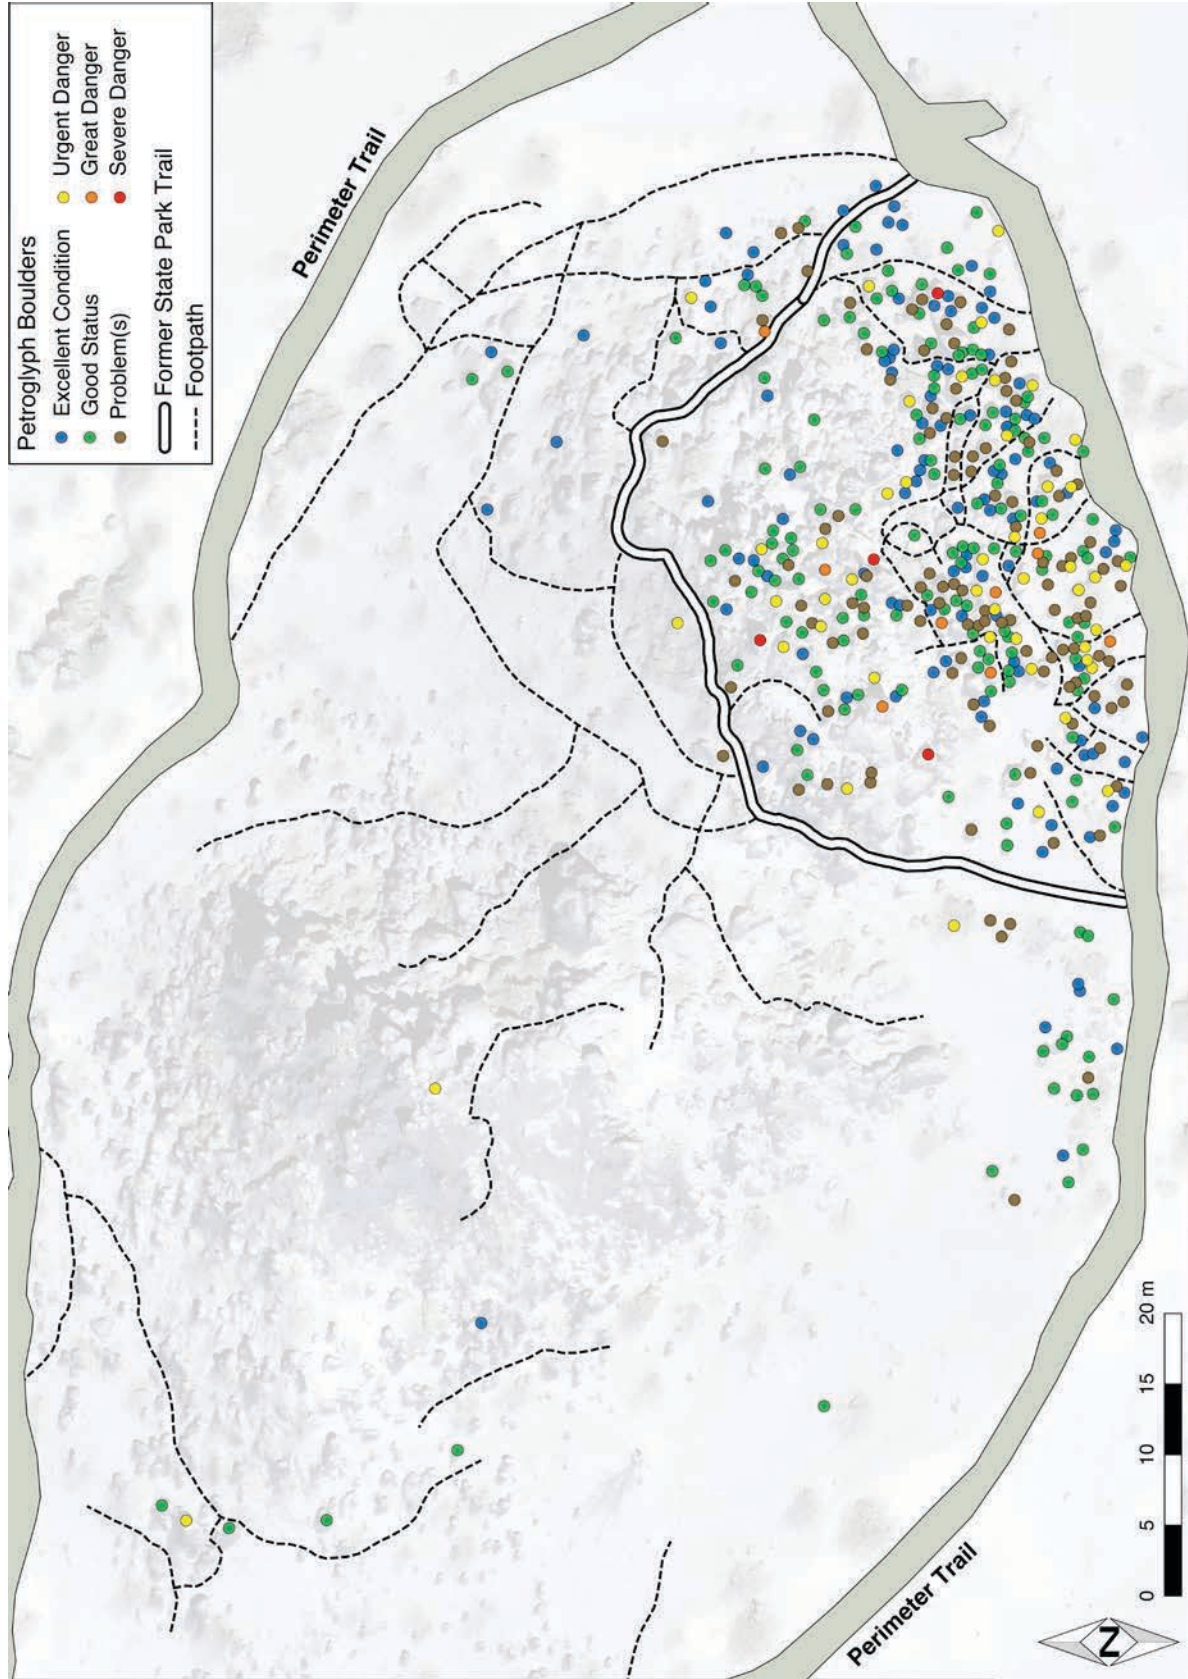 Petroglyph Boulders
Excellent Condition
Good Status
Problem(s)
Urgent Danger
Great Danger
Severe Danger
Former State Park Trail
Footpath
Perimeter Trail
Perimeter Trail
0 5 10 15 20 m
N